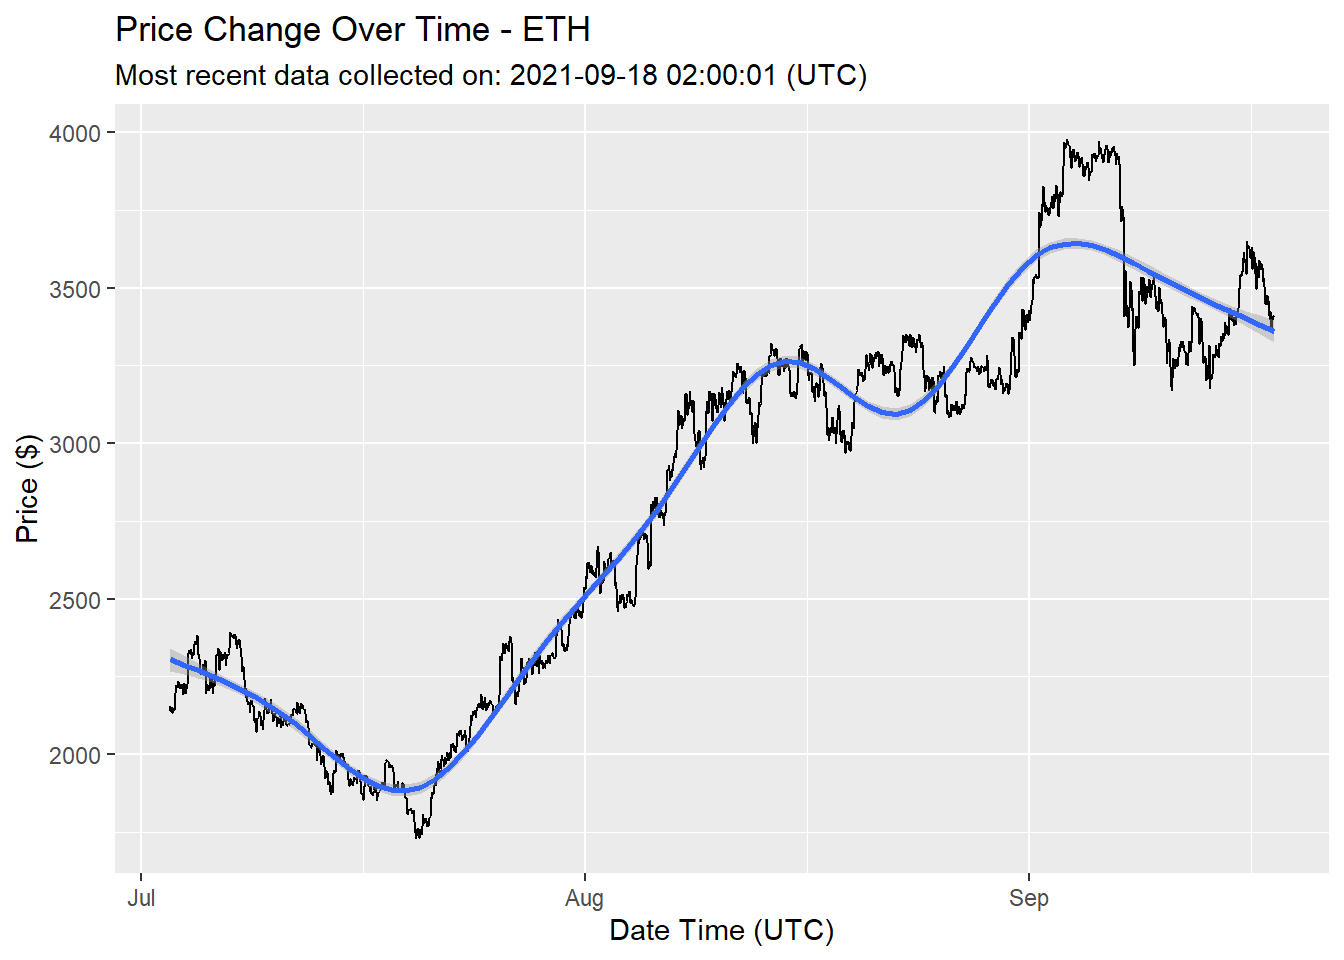 Price Change Over Time - ETH
Most recent data collected on: 2021-09-18 02:00:01 (UTC)
4000
3500
3000
2500
2000
Price ($)
Jul
Aug
Sep
Date Time (UTC)